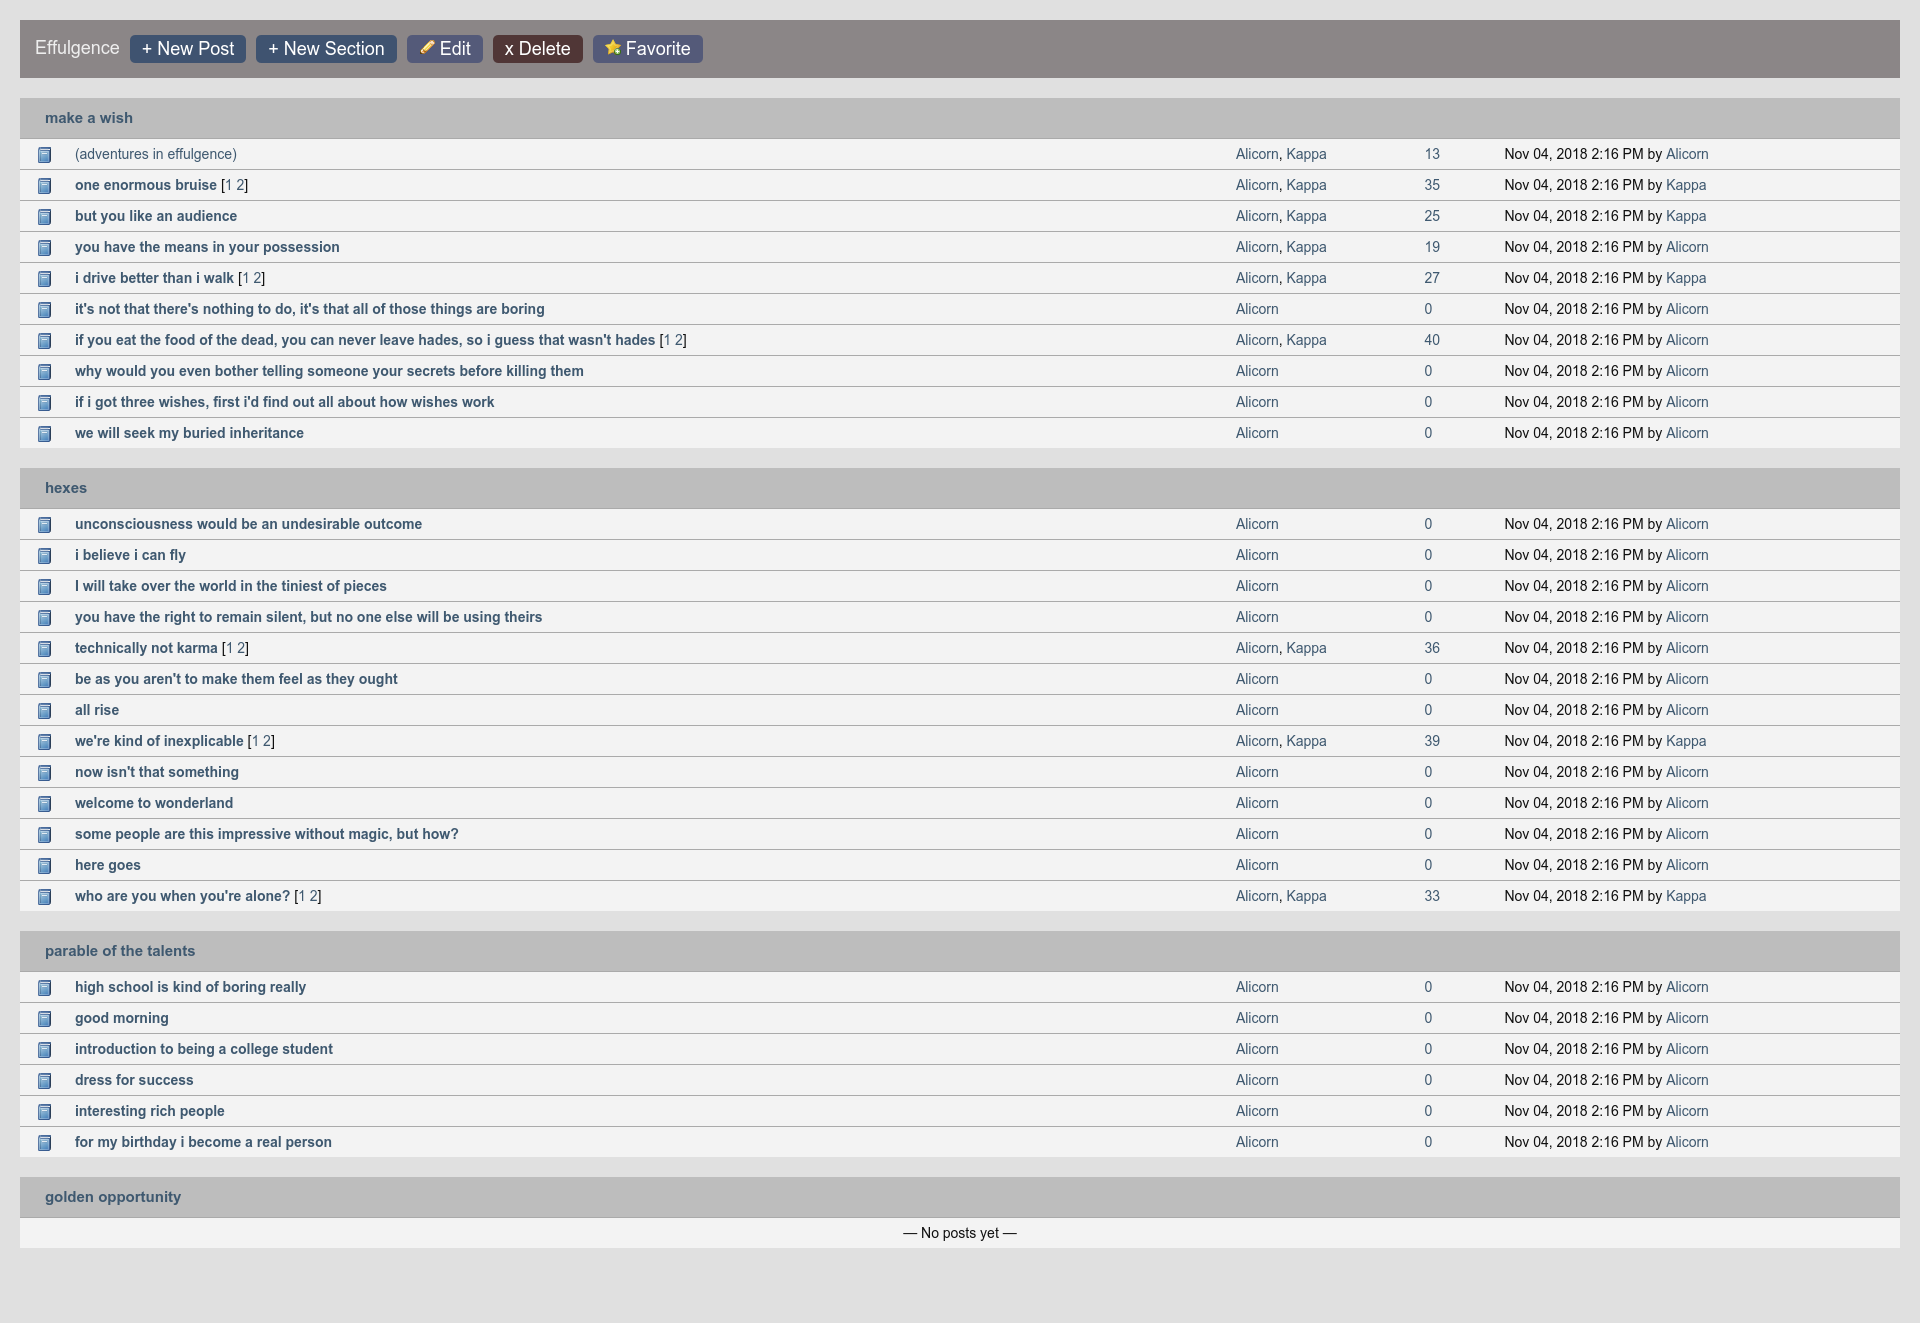 Effulgence + New Post + New Section Edit x Delete Favorite
make a wish
(adventures in effulgence) Alicorn, Kappa 13 Nov 04, 2018 2:16 PM by Alicorn
one enormous bruise [1 2] Alicorn, Kappa 35 Nov 04, 2018 2:16 PM by Kappa
but you like an audience Alicorn, Kappa 25 Nov 04, 2018 2:16 PM by Kappa
you have the means in your possession Alicorn, Kappa 19 Nov 04, 2018 2:16 PM by Alicorn
i drive better than i walk [1 2] Alicorn, Kappa 27 Nov 04, 2018 2:16 PM by Kappa
it's not that there's nothing to do, it's that all of those things are boring Alicorn 0 Nov 04, 2018 2:16 PM by Alicorn
if you eat the food of the dead, you can never leave hades, so i guess that wasn't hades [1 2] Alicorn, Kappa 40 Nov 04, 2018 2:16 PM by Alicorn
why would you even bother telling someone your secrets before killing them Alicorn 0 Nov 04, 2018 2:16 PM by Alicorn
if i got three wishes, first i'd find out all about how wishes work Alicorn 0 Nov 04, 2018 2:16 PM by Alicorn
we will seek my buried inheritance Alicorn 0 Nov 04, 2018 2:16 PM by Alicorn
hexes
unconsciousness would be an undesirable outcome Alicorn 0 Nov 04, 2018 2:16 PM by Alicorn
i believe i can fly Alicorn 0 Nov 04, 2018 2:16 PM by Alicorn
I will take over the world in the tiniest of pieces Alicorn 0 Nov 04, 2018 2:16 PM by Alicorn
you have the right to remain silent, but no one else will be using theirs Alicorn 0 Nov 04, 2018 2:16 PM by Alicorn
technically not karma [1 2] Alicorn, Kappa 36 Nov 04, 2018 2:16 PM by Alicorn
be as you aren't to make them feel as they ought Alicorn 0 Nov 04, 2018 2:16 PM by Alicorn
all rise Alicorn 0 Nov 04, 2018 2:16 PM by Alicorn
we're kind of inexplicable [1 2] Alicorn, Kappa 39 Nov 04, 2018 2:16 PM by Kappa
now isn't that something Alicorn 0 Nov 04, 2018 2:16 PM by Alicorn
welcome to wonderland Alicorn 0 Nov 04, 2018 2:16 PM by Alicorn
some people are this impressive without magic, but how? Alicorn 0 Nov 04, 2018 2:16 PM by Alicorn
here goes Alicorn 0 Nov 04, 2018 2:16 PM by Alicorn
who are you when you're alone? [1 2] Alicorn, Kappa 33 Nov 04, 2018 2:16 PM by Kappa
parable of the talents
high school is kind of boring really Alicorn 0 Nov 04, 2018 2:16 PM by Alicorn
good morning Alicorn 0 Nov 04, 2018 2:16 PM by Alicorn
introduction to being a college student Alicorn 0 Nov 04, 2018 2:16 PM by Alicorn
dress for success Alicorn 0 Nov 04, 2018 2:16 PM by Alicorn
interesting rich people Alicorn 0 Nov 04, 2018 2:16 PM by Alicorn
for my birthday i become a real person Alicorn 0 Nov 04, 2018 2:16 PM by Alicorn
golden opportunity
— No posts yet —